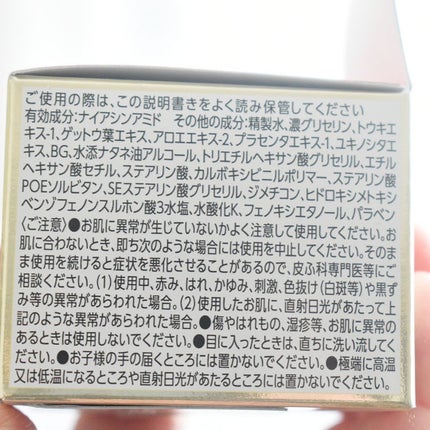 ご使用の際は、この説明書きをよく読み保管してください
有効成分:ナイアシンアミド　その他の成分:精製水、濃グリセリン、トウキエ
キス-1、ゲットウ葉エキス、アロエエキス-2、プラセンタエキス-1、ユキノシタエ
キス、BG、水添ナタネ油アルコール、トリエチルヘキサン酸グリセリル、エチル
ヘキサン酸セチル、ステアリン酸、カルボキシビニルポリマー、ステアリン酸
POEソルビタン、SEステアリン酸グリセリル、ジメチコン、ヒドロキシメトキシ
ベンゾフェノンスルホン酸3水塩、水酸化K、フェノキシエタノール、パラベン
〈ご注意〉●お肌に異常が生じていないかよく注意して使用してください。お
肌に合わないとき、即ち次のような場合には使用を中止してください。そのま
ま使用を続けると症状を悪化させることがあるので、皮ふ科専門医等にご
相談ください。(1)使用中、赤み、はれ、かゆみ、刺激、色抜け(白斑等)や黒ず
み等の異常があらわれた場合。(2)使用したお肌に、直射日光があたって上
記のような異常があらわれた場合。●傷やはれもの、湿疹等、お肌に異常の
あるときは使用しないでください。●目に入ったときは、直ちに洗い流してく
ださい。●お子様の手の届くところには置かないでください。●極端に高温
又は低温になるところや直射日光があたるところには置かないでください。